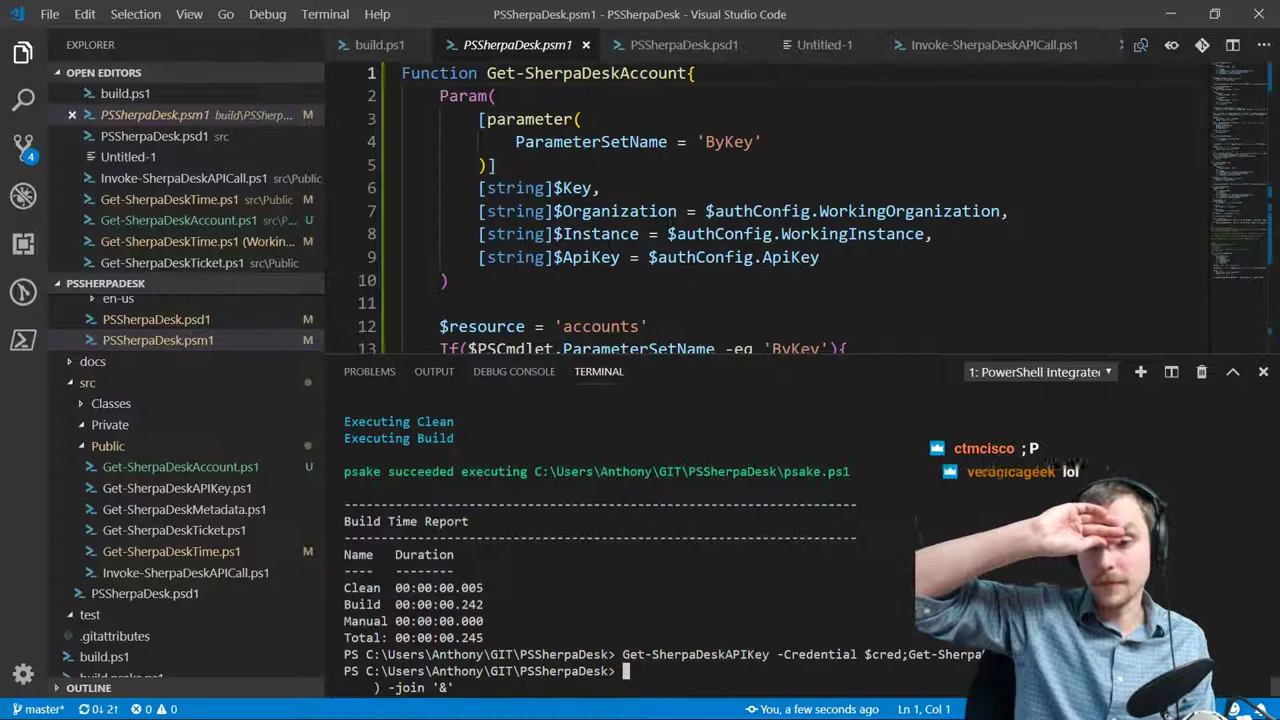 File Edit Selection View Go Debug Terminal Help
PSSherpaDesk.psm1 - PSSherpaDesk - Visual Studio Code
EXPLORER
build.ps1
PSSherpaDesk.psm1
PSSherpaDesk.psd1
Untitled-1
Invoke-SherpaDeskAPICall.ps1
OPEN EDITORS
build.ps1
PSSherpaDesk.psm1 build\PSSherp... M
PSSherpaDesk.psd1 src
Untitled-1
Invoke-SherpaDeskAPICall.ps1 src\Public
Get-SherpaDeskTime.ps1 src\Public M
Get-SherpaDeskAccount.ps1 src\P... U
Get-SherpaDeskTime.ps1 (Workin... M
Get-SherpaDeskTicket.ps1 src\Public
4
PSSHERPADESK
en-us
PSSherpaDesk.psd1 M
PSSherpaDesk.psm1 M
docs
src
Classes
Private
Public
Get-SherpaDeskAccount.ps1 U
Get-SherpaDeskAPIKey.ps1
Get-SherpaDeskMetadata.ps1
Get-SherpaDeskTicket.ps1
Get-SherpaDeskTime.ps1 M
Invoke-SherpaDeskAPICall.ps1
PSSherpaDesk.psd1
test
.gitattributes
build.ps1
OUTLINE
1 Function Get-SherpaDeskAccount{
2 Param(
3 [parameter(
4 ParameterSetName = 'ByKey'
5 )]
6 [string]$Key,
7 [string]$Organization = $authConfig.WorkingOrganization,
8 [string]$Instance = $authConfig.WorkingInstance,
9 [string]$ApiKey = $authConfig.ApiKey
10 )
11
12 $resource = 'accounts'
13 If($PSCmdlet.ParameterSetName -eq 'ByKey'){
PROBLEMS OUTPUT DEBUG CONSOLE TERMINAL
1: PowerShell Integrate
Executing Clean
Executing Build
psake succeeded executing C:\Users\Anthony\GIT\PSSherpaDesk\psake.ps1
----------------------------------------------------------------------
Build Time Report
----------------------------------------------------------------------
Name Duration
---- --------
Clean 00:00:00.005
Build 00:00:00.242
Manual 00:00:00.000
Total: 00:00:00.245
PS C:\Users\Anthony\GIT\PSSherpaDesk> Get-SherpaDeskAPIKey -Credential $cred;Get-Sherpa
PS C:\Users\Anthony\GIT\PSSherpaDesk>
) -join '&'
ctmcisco ; P
veronicageek lol
master* 0↓ 2↑ 0 0
You, a few seconds ago
Ln 1, Col 1